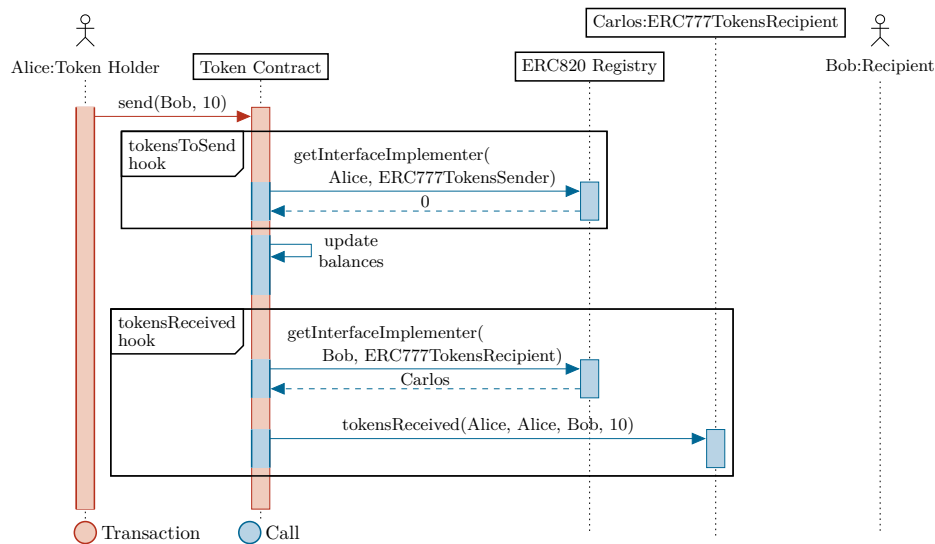 Carlos:ERC777TokensRecipient
Alice:Token Holder
Token Contract
ERC820 Registry
Bob:Recipient
send(Bob, 10)
tokensToSend
hook
getInterfaceImplementer(
Alice, ERC777TokensSender)
0
update
balances
tokensReceived
hook
getInterfaceImplementer(
Bob, ERC777TokensRecipient)
Carlos
tokensReceived(Alice, Alice, Bob, 10)
Transaction
Call